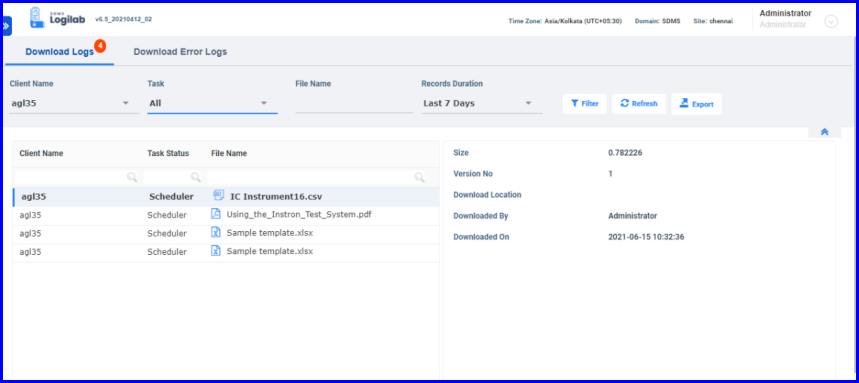 SDMS
Logilab v6.5_20210412_02
Time Zone: Asia/Kolkata (UTC+05:30) Domain: SDMS Site: chennai
Administrator
Administrator
Download Logs 4 Download Error Logs
Client Name Task File Name Records Duration
agl35 All Last 7 Days Filter Refresh Export
Client Name Task Status File Name
agl35 Scheduler IC Instrument16.csv
agl35 Scheduler Using_the_Instron_Test_System.pdf
agl35 Scheduler Sample template.xlsx
agl35 Scheduler Sample template.xlsx
Size 0.782226
Version No 1
Download Location
Downloaded By Administrator
Downloaded On 2021-06-15 10:32:36